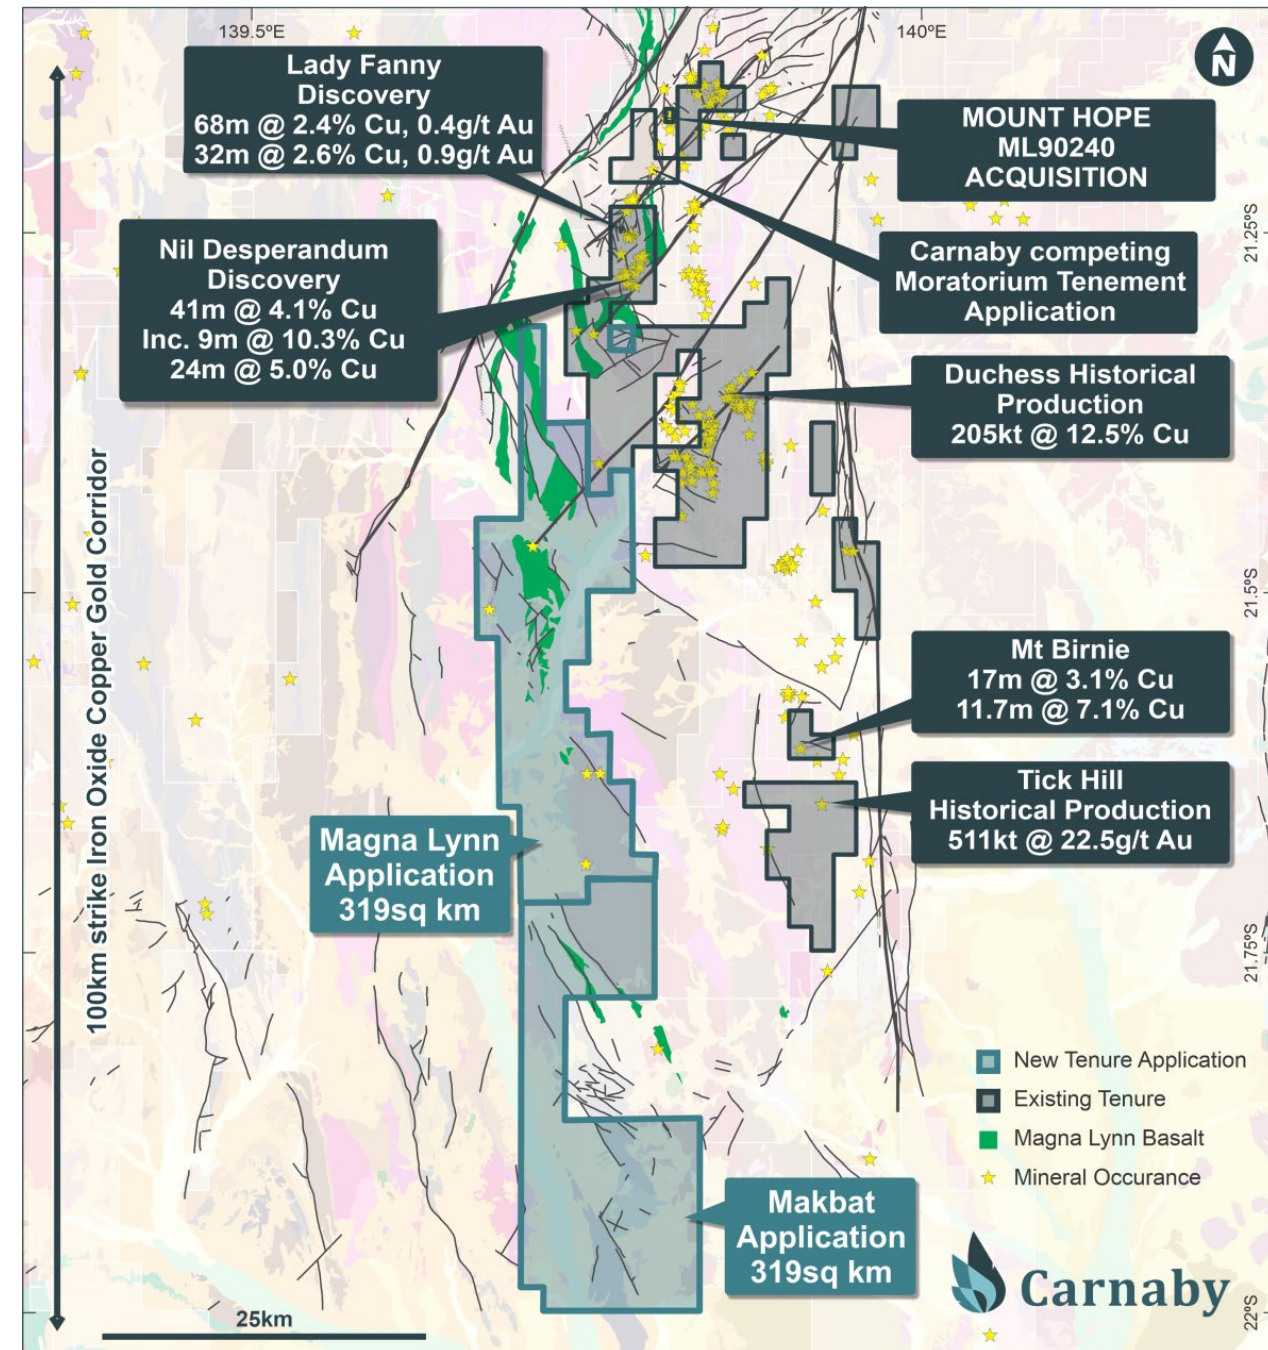 139.5ºE
140ºE
N
Lady Fanny
Discovery
68m @ 2.4% Cu, 0.4g/t Au
32m @ 2.6% Cu, 0.9g/t Au
MOUNT HOPE
ML90240
ACQUISITION
Nil Desperandum
Discovery
41m @ 4.1% Cu
Inc. 9m @ 10.3% Cu
24m @ 5.0% Cu
Carnaby competing
Moratorium Tenement
Application
21.25ºS
Duchess Historical
Production
205kt @ 12.5% Cu
100km strike Iron Oxide Copper Gold Corridor
21.5ºS
Mt Birnie
17m @ 3.1% Cu
11.7m @ 7.1% Cu
Tick Hill
Historical Production
511kt @ 22.5g/t Au
Magna Lynn
Application
319sq km
21.75ºS
New Tenure Application
Existing Tenure
Magna Lynn Basalt
Mineral Occurance
Makbat
Application
319sq km
Carnaby
22ºS
25km